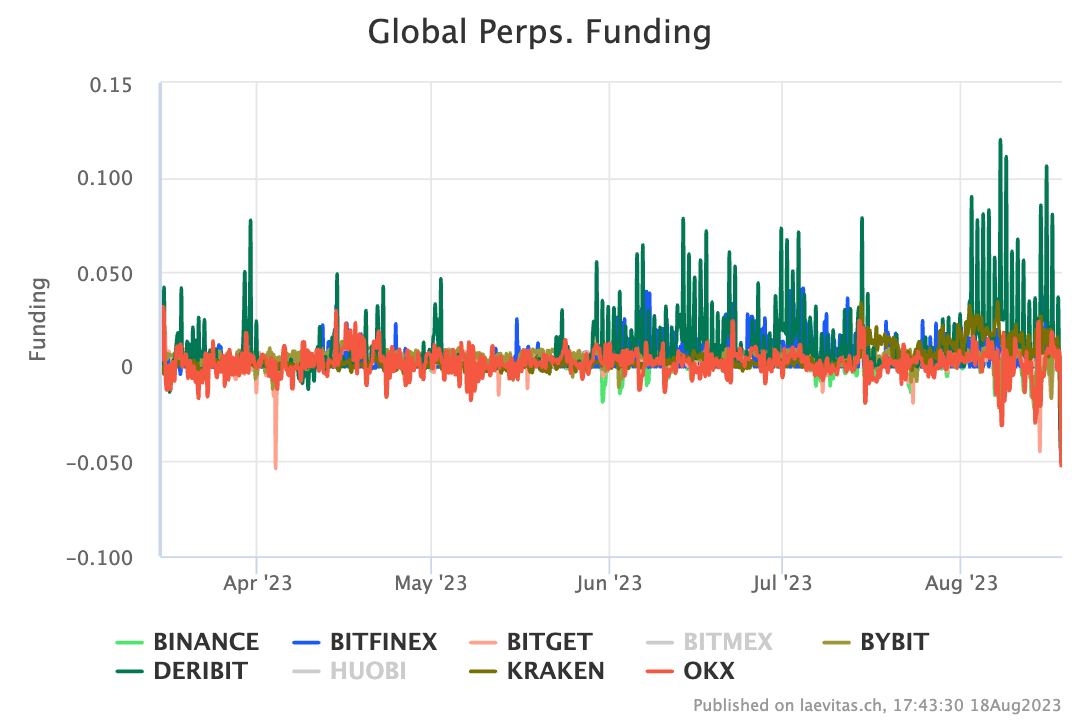 Global Perps. Funding
0.15
0.100
0.050
0
−0.050
−0.100
Funding
Apr '23 May '23 Jun '23 Jul '23 Aug '23
BINANCE BITFINEX BITGET BITMEX BYBIT
DERIBIT HUOBI KRAKEN OKX
Published on laevitas.ch, 17:43:30 18Aug2023